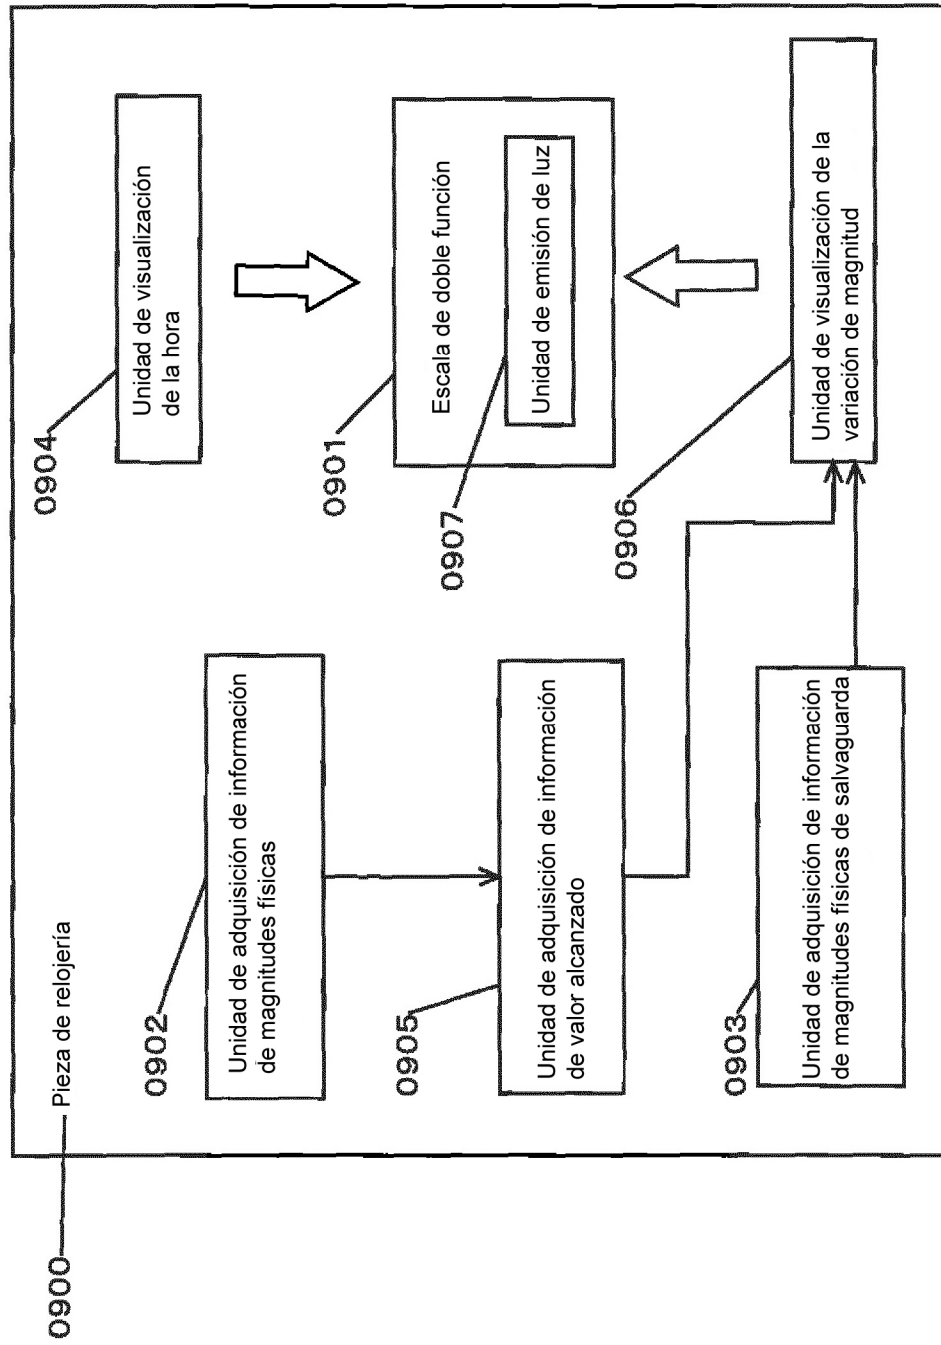 0900
Pieza de relojería
0902
Unidad de adquisición de información
de magnitudes físicas
0904
Unidad de visualización
de la hora
0901
Escala de doble función
0907
Unidad de emisión de luz
0905
Unidad de adquisición de información
de valor alcanzado
0903
Unidad de adquisición de información
de magnitudes físicas de salvaguarda
0906
Unidad de visualización de la
variación de magnitud